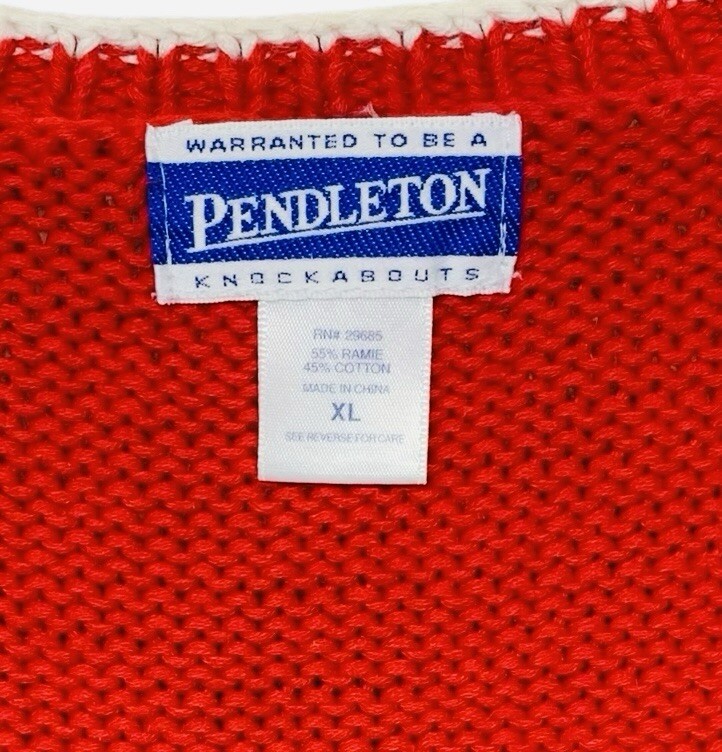 WARRANTED TO BE A
PENDLETON
KNOCKABOUTS
RN# 29685
55% RAMIE
45% COTTON
MADE IN CHINA
XL
SEE REVERSE FOR CARE